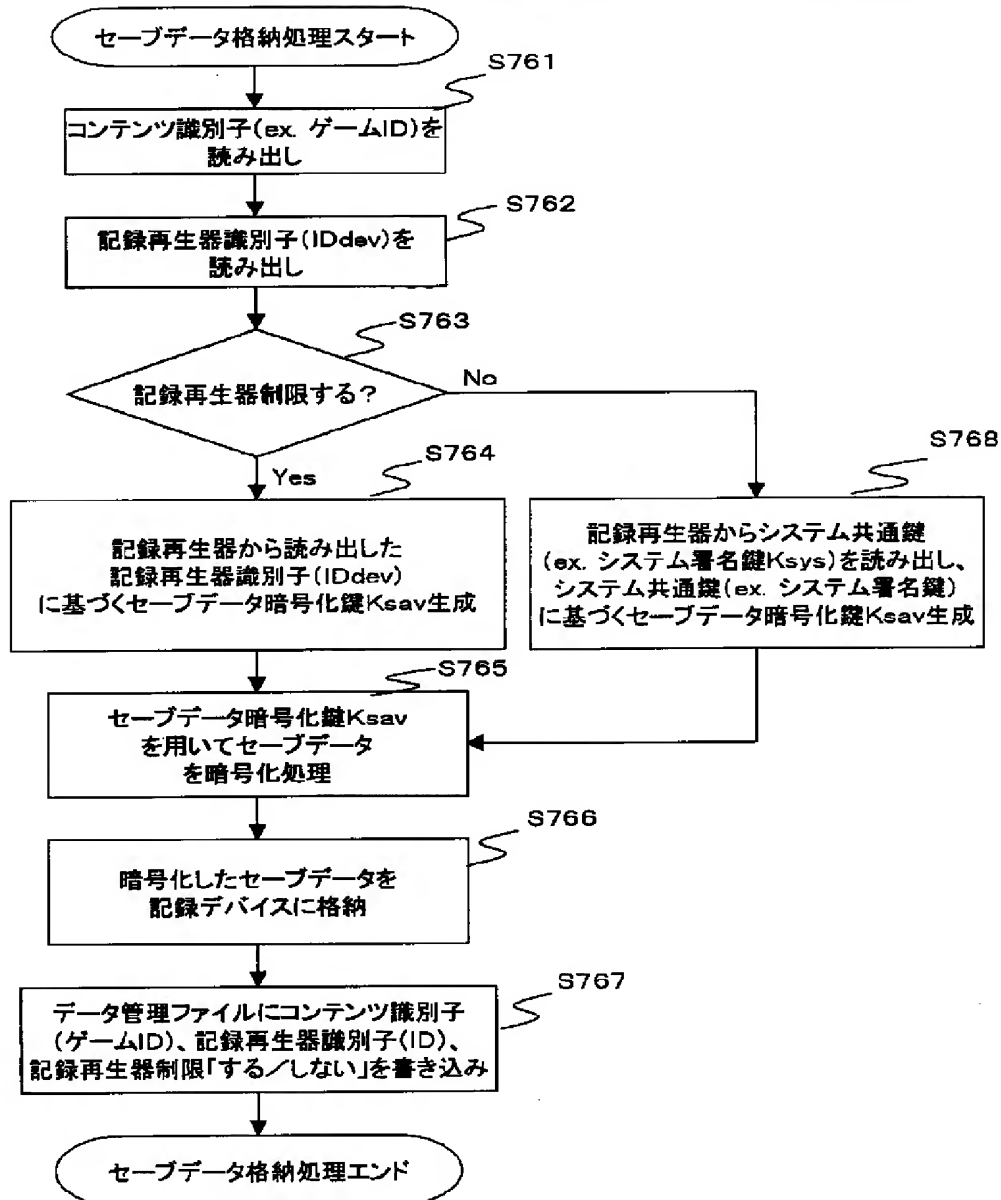 セーブデータ格納処理スタート
S761
コンテンツ識別子(ex. ゲームID)を
読み出し
S762
記録再生器識別子(IDdev)を
読み出し
S763
記録再生器制限する？
No
Yes
S764
記録再生器から読み出した
記録再生器識別子(IDdev)
に基づくセーブデータ暗号化鍵Ksav生成
S768
記録再生器からシステム共通鍵
(ex. システム署名鍵Ksys)を読み出し、
システム共通鍵(ex. システム署名鍵)
に基づくセーブデータ暗号化鍵Ksav生成
S765
セーブデータ暗号化鍵Ksav
を用いてセーブデータ
を暗号化処理
S766
暗号化したセーブデータを
記録デバイスに格納
S767
データ管理ファイルにコンテンツ識別子
(ゲームID)、記録再生器識別子(ID)、
記録再生器制限「する／しない」を書き込み
セーブデータ格納処理エンド